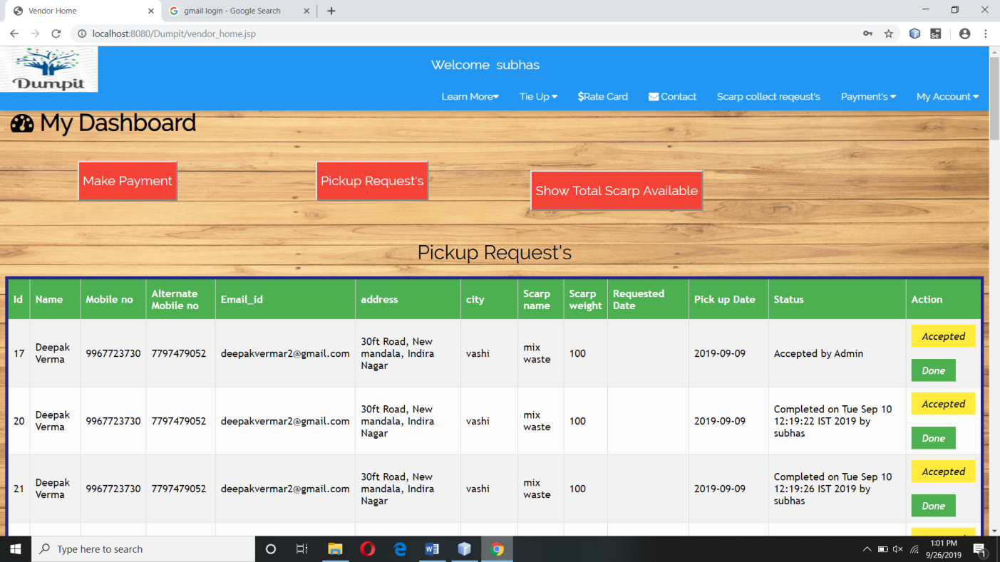 Vendor Home
gmail login - Google Search
localhost:8080/Dumpit/vendor_home.jsp
Se
Dumpit
Welcome subhas
Learn More Tie Up $Rate Card Contact Scarp collect reqeust's Payment's My Account
My Dashboard
Make Payment
Pickup Request's
Show Total Scarp Available
Pickup Request's
Id Name Mobile no Alternate Mobile no Email_id address city Scarp name Scarp weight Requested Date Pick up Date Status Action
17 Deepak Verma 9967723730 7797479052 deepakvermar2@gmail.com 30ft Road, New mandala, Indira Nagar vashi mix waste 100 2019-09-09 Accepted by Admin Accepted
Done
20 Deepak Verma 9967723730 7797479052 deepakvermar2@gmail.com 30ft Road, New mandala, Indira Nagar vashi mix waste 100 2019-09-09 Completed on Tue Sep 10 12:19:22 IST 2019 by subhas Accepted
Done
21 Deepak Verma 9967723730 7797479052 deepakvermar2@gmail.com 30ft Road, New mandala, Indira Nagar vashi mix waste 100 2019-09-09 Completed on Tue Sep 10 12:19:26 IST 2019 by subhas Accepted
Done
Type here to search
1:01 PM
9/26/2019
1